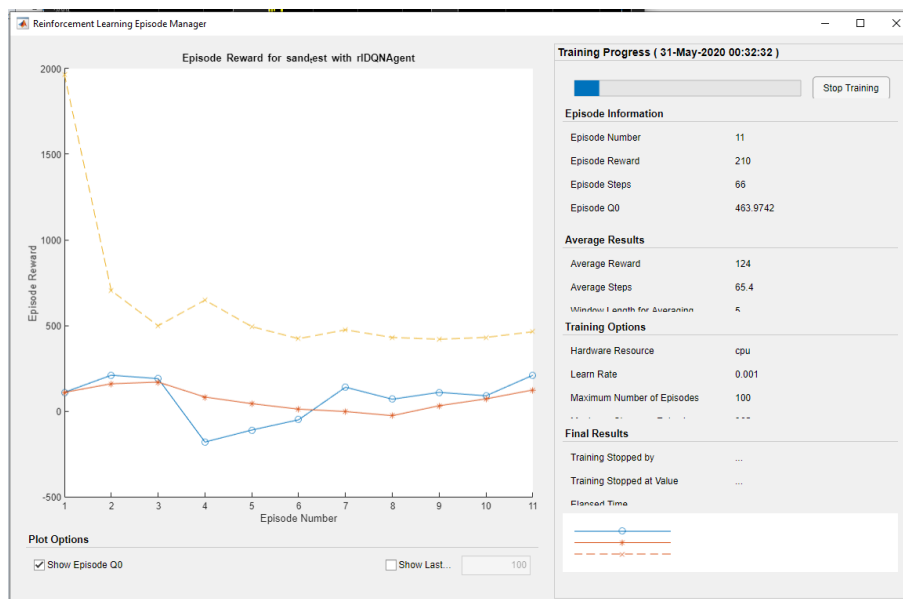 Reinforcement Learning Episode Manager
Episode Reward for sandtest with rlDQNAgent
2000
1500
1000
500
0
-500
Episode Reward
1 2 3 4 5 6 7 8 9 10 11
Episode Number
Plot Options
Show Episode Q0
Show Last...
100
Training Progress ( 31-May-2020 00:32:32 )
Stop Training
Episode Information
Episode Number 11
Episode Reward 210
Episode Steps 66
Episode Q0 463.9742
Average Results
Average Reward 124
Average Steps 65.4
Window Length for Averaging 5
Training Options
Hardware Resource cpu
Learn Rate 0.001
Maximum Number of Episodes 100
Final Results
Training Stopped by ...
Training Stopped at Value ...
Elapsed Time